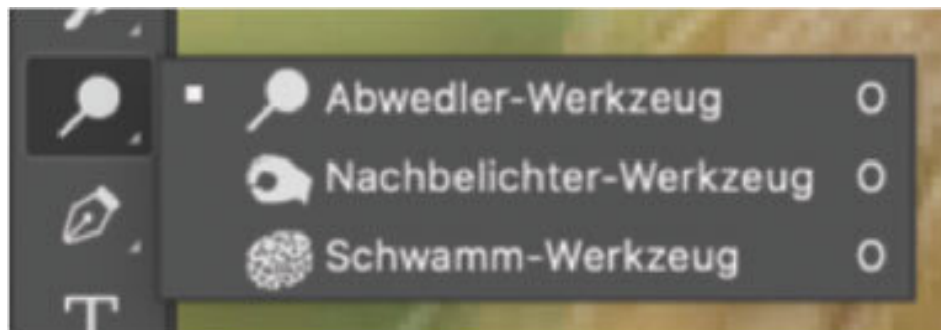 Abwedler-Werkzeug O
Nachbelichter-Werkzeug O
Schwamm-Werkzeug O
T